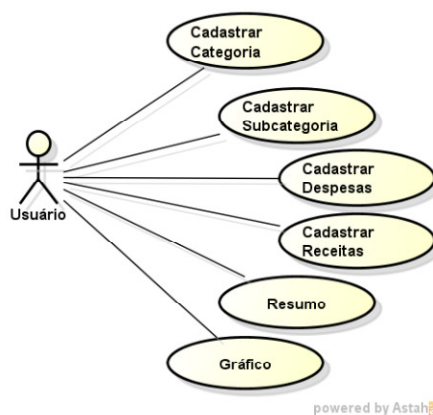 Cadastrar
Categoria
Cadastrar
Subcategoria
Cadastrar
Despesas
Usuário
Cadastrar
Receitas
Resumo
Gráfico
powered by Astah